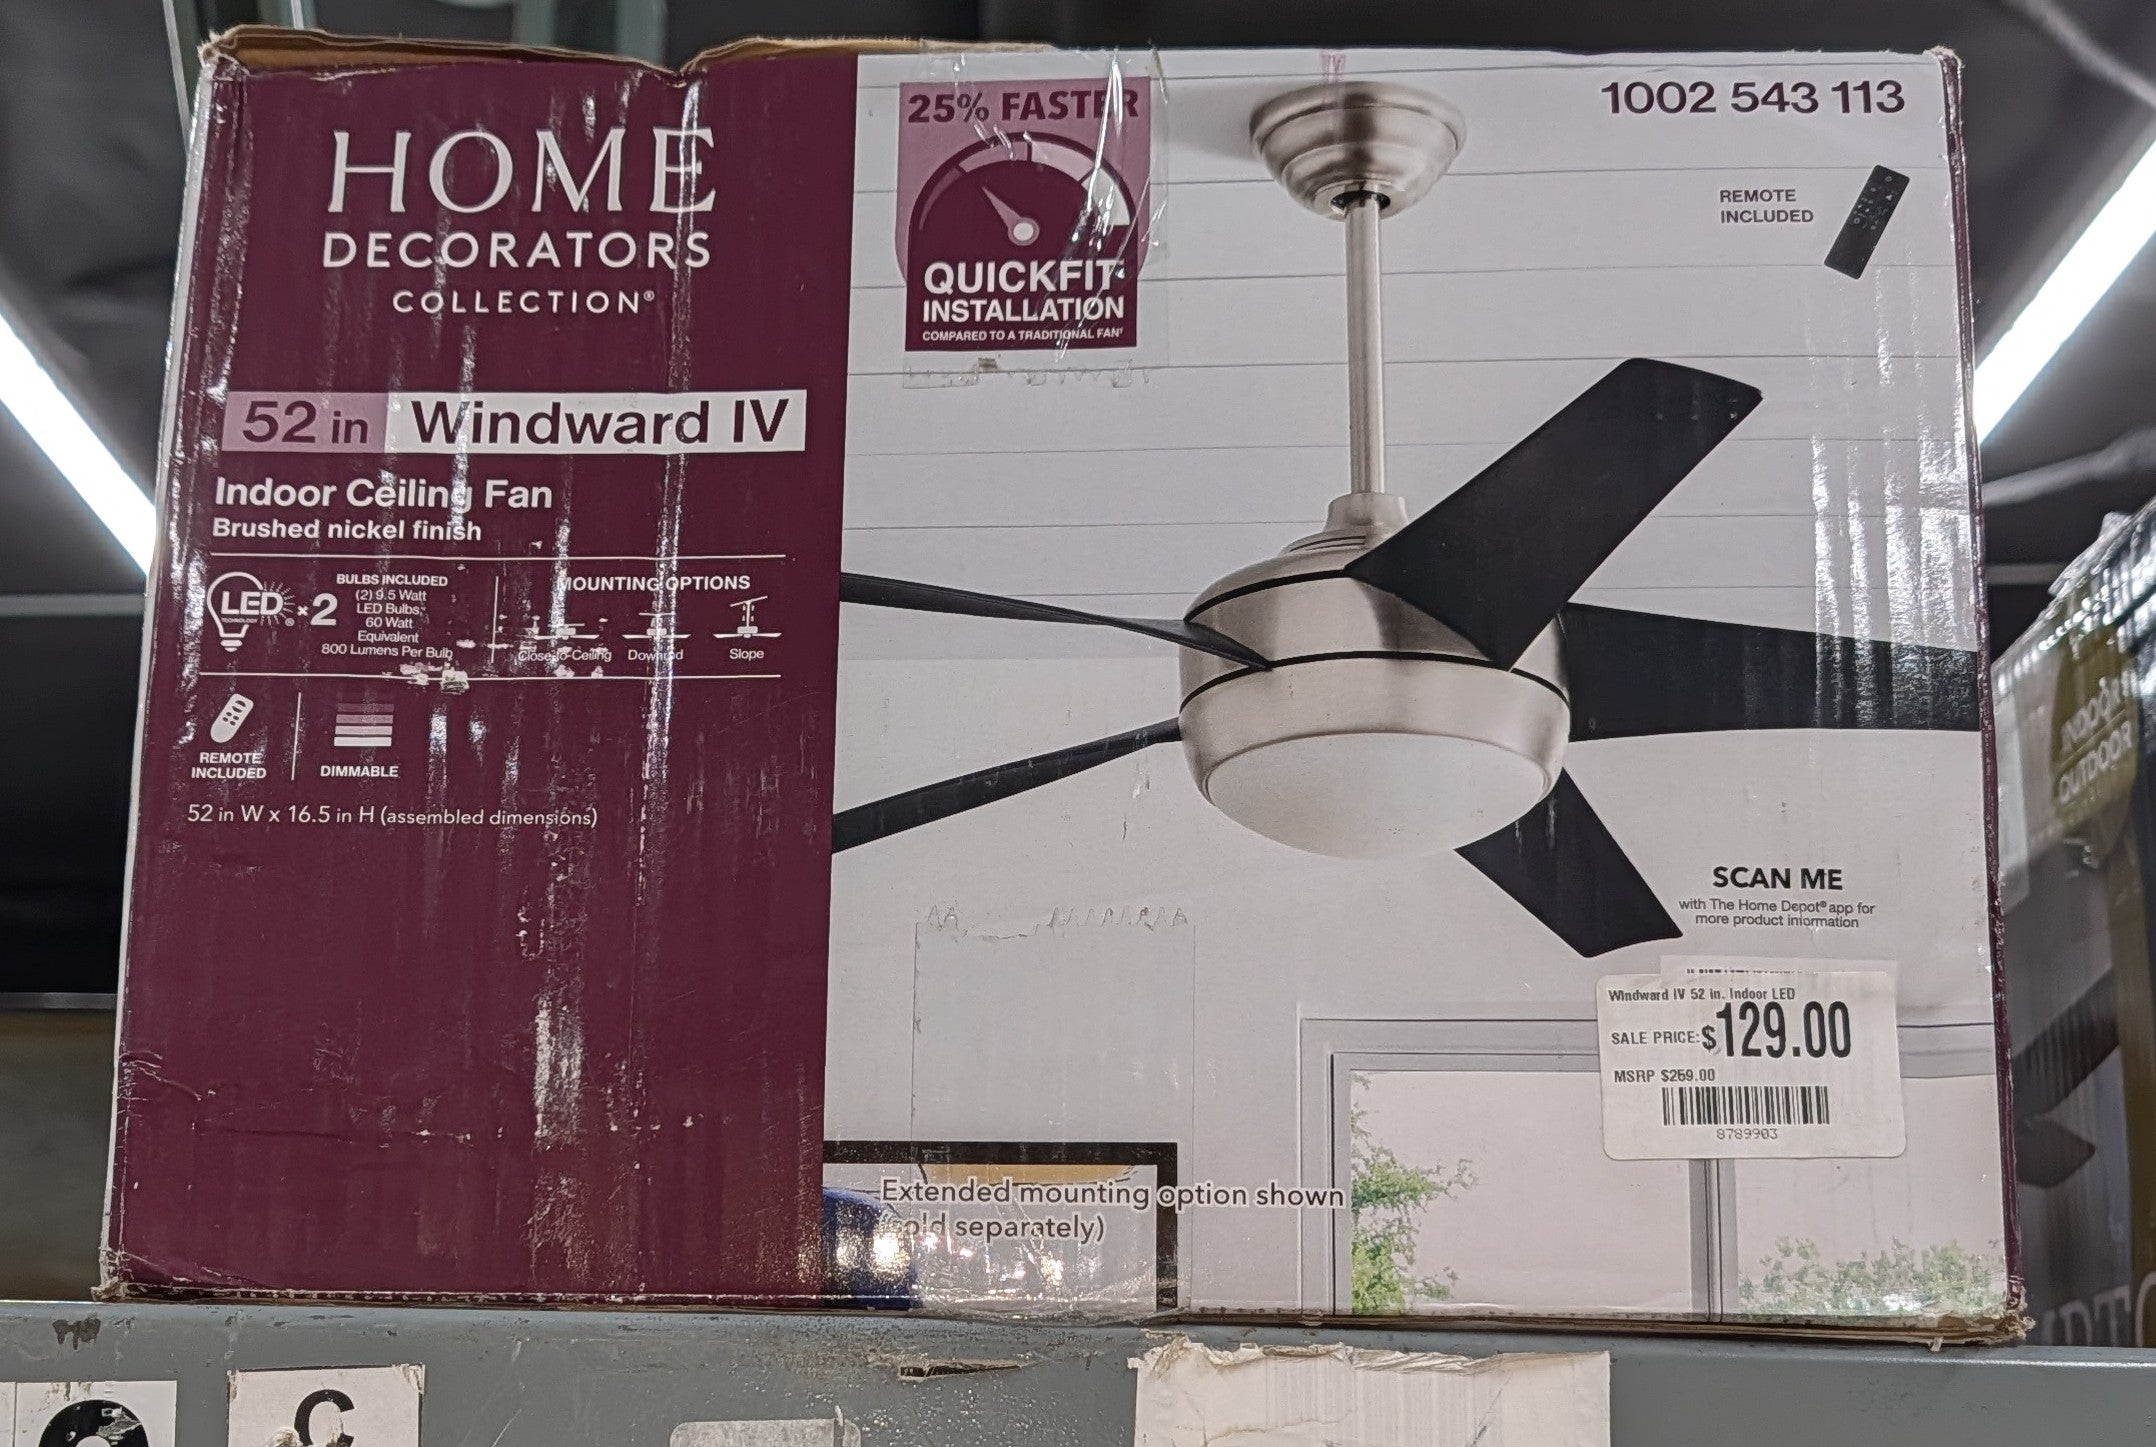 HOME
DECORATORS
COLLECTION®
52 in Windward IV
Indoor Ceiling Fan
Brushed nickel finish
LED × 2
TECHNOLOGY
BULBS INCLUDED
(2) 9.5 Watt
LED Bulbs,
60 Watt
Equivalent
800 Lumens Per Bulb
MOUNTING OPTIONS
Close-to-Ceiling
Slope
REMOTE
INCLUDED
DIMMABLE
52 in W x 16.5 in H (assembled dimensions)
25% FASTER
QUICKFIT
INSTALLATION
COMPARED TO A TRADITIONAL FAN†
1002 543 113
REMOTE
INCLUDED
SCAN ME
with The Home Depot® app for
more product information
Windward IV 52 in. Indoor LED
SALE PRICE: $129.00
MSRP $269.00
8789903
Extended mounting option shown
(sold separately)
INDOOR &
OUTDOOR
C